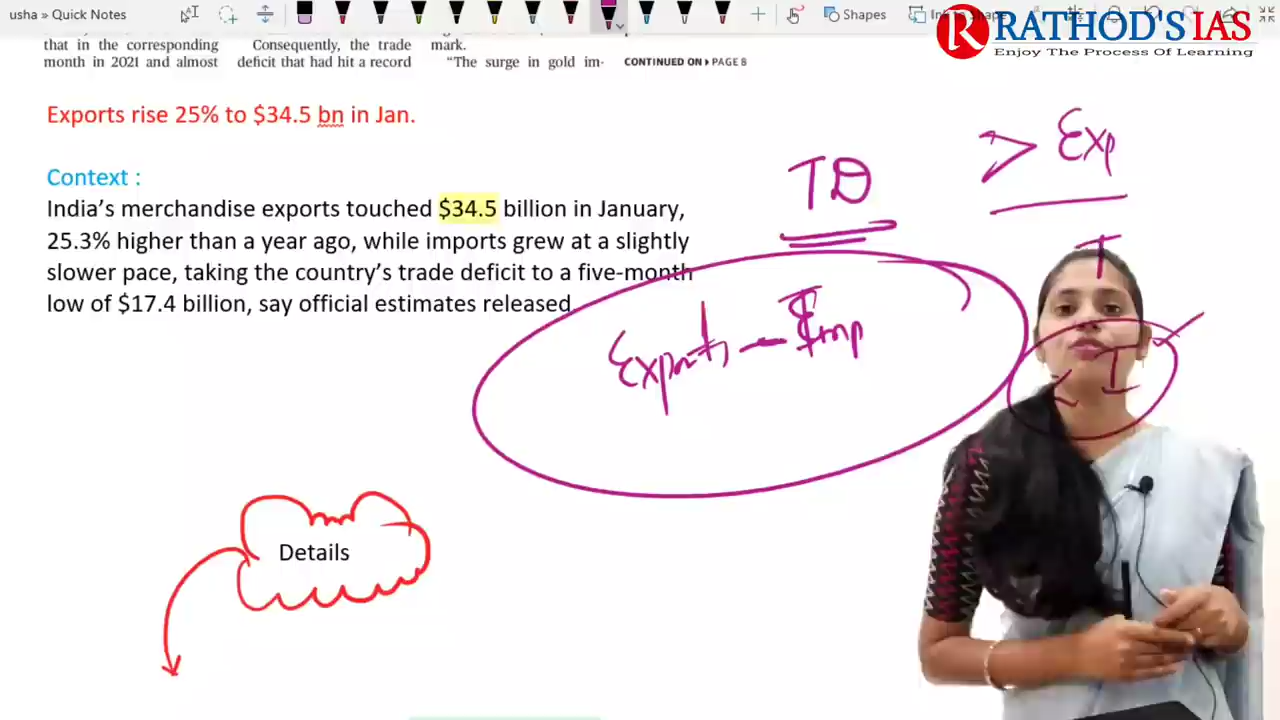 usha » Quick Notes
Shapes
RATHOD'S IAS
Enjoy The Process Of Learning
that in the corresponding
month in 2021 and almost
Consequently, the trade
deficit that had hit a record
mark.
"The surge in gold im-
CONTINUED ON ▸ PAGE 8
Exports rise 25% to $34.5 bn in Jan.
Context :
India's merchandise exports touched $34.5 billion in January,
25.3% higher than a year ago, while imports grew at a slightly
slower pace, taking the country's trade deficit to a five-month
low of $17.4 billion, say official estimates released
TD
> Exp
I
Exports - Imp
< I
Details